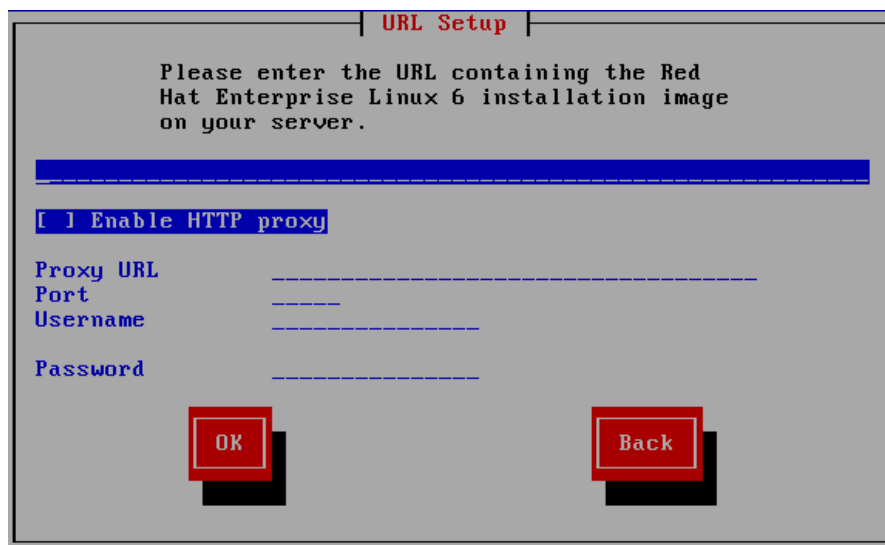 URL Setup
Please enter the URL containing the Red
Hat Enterprise Linux 6 installation image
on your server.
[ ] Enable HTTP proxy
Proxy URL
Port
Username
Password
OK Back